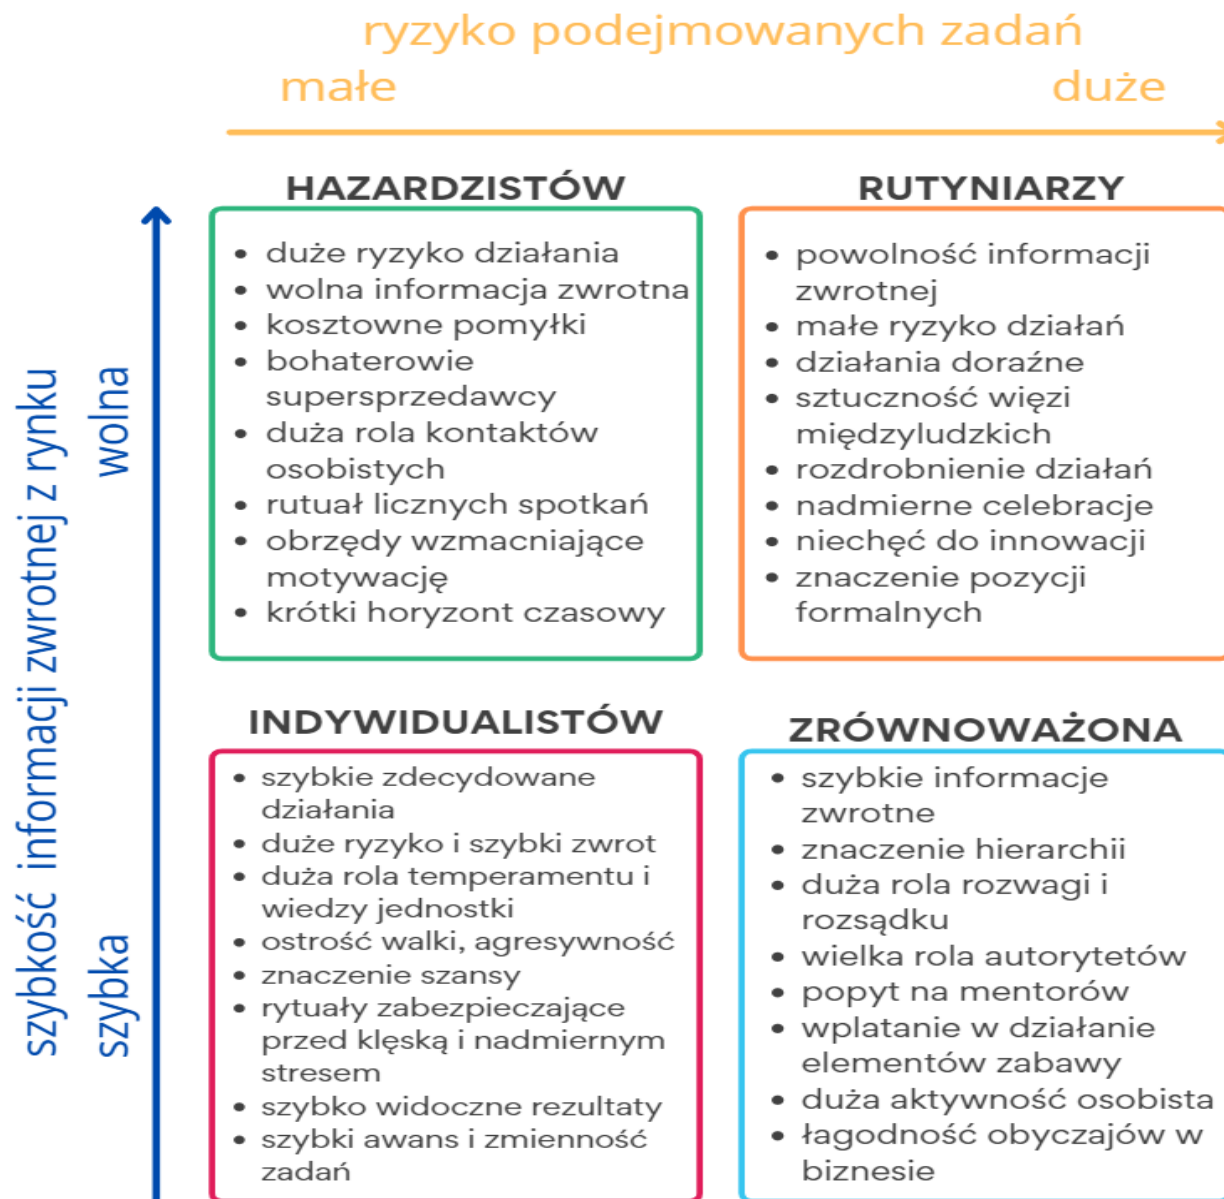 ryzyko podejmowanych zadań
małe
duże
szybkość informacji zwrotnej z rynku
wolna
szybka
HAZARDZISTÓW
• duże ryzyko działania
• wolna informacja zwrotna
• kosztowne pomyłki
• bohaterowie
supersprzedawcy
• duża rola kontaktów
osobistych
• rutuał licznych spotkań
• obrzędy wzmacniające
motywację
• krótki horyzont czasowy
RUTYNIARZY
• powolność informacji
zwrotnej
• małe ryzyko działań
• działania doraźne
• sztuczność więzi
międzyludzkich
• rozdrobnienie działań
• nadmierne celebracje
• niechęć do innowacji
• znaczenie pozycji
formalnych
INDYWIDUALISTÓW
• szybkie zdecydowane
działania
• duże ryzyko i szybki zwrot
• duża rola temperamentu i
wiedzy jednostki
• ostrość walki, agresywność
• znaczenie szansy
• rytuały zabezpieczające
przed klęską i nadmiernym
stresem
• szybko widoczne rezultaty
• szybki awans i zmienność
zadań
ZRÓWNOWAŻONA
• szybkie informacje
zwrotne
• znaczenie hierarchii
• duża rola rozwagi i
rozsądku
• wielka rola autorytetów
• popyt na mentorów
• wplatanie w działanie
elementów zabawy
• duża aktywność osobista
• łagodność obyczajów w
biznesie